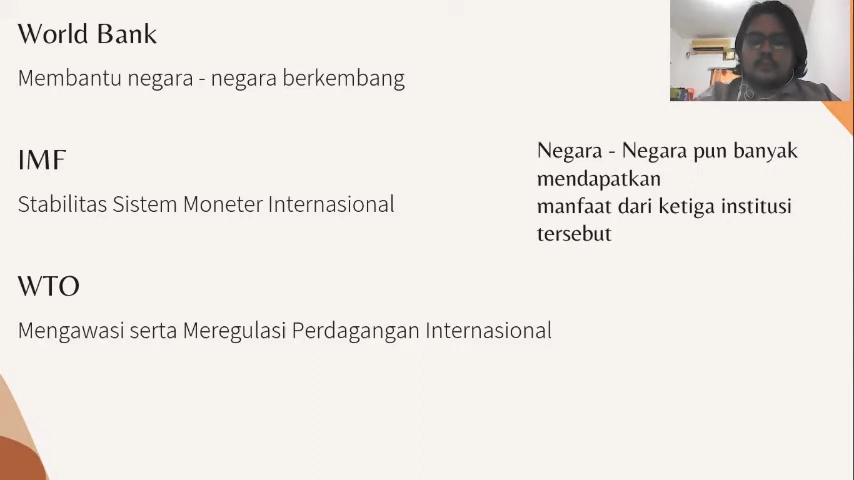 World Bank
Membantu negara - negara berkembang
IMF
Stabilitas Sistem Moneter Internasional
WTO
Mengawasi serta Meregulasi Perdagangan Internasional
Negara - Negara pun banyak
mendapatkan
manfaat dari ketiga institusi
tersebut